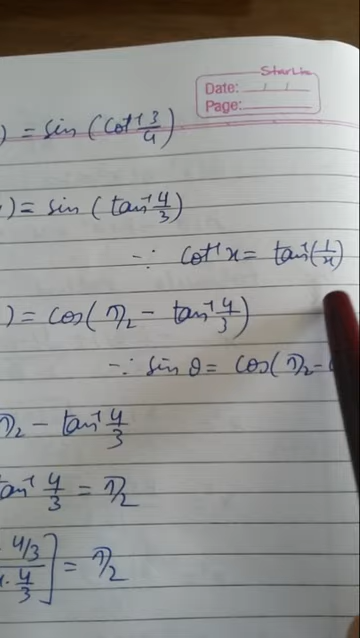 StarLite
Date: / /
Page:
) = sin (cot⁻¹ 3/4)
) = sin (tan⁻¹ 4/3)
∵ cot⁻¹ x = tan⁻¹(1/x)
) = cos( π/2 - tan⁻¹ 4/3 )
∵ sin θ = cos( π/2 -
π/2 - tan⁻¹ 4/3
tan⁻¹ 4/3 = π/2
4/3
. 4/3 ] = π/2